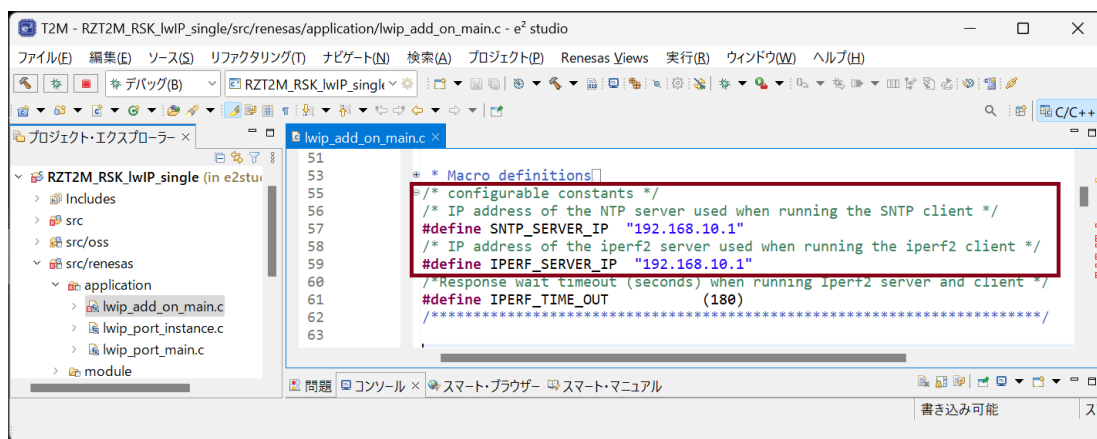 T2M - RZT2M_RSK_lwIP_single/src/renesas/application/lwip_add_on_main.c - e² studio
ファイル(F) 編集(E) ソース(S) リファクタリング(T) ナビゲート(N) 検索(A) プロジェクト(P) Renesas Views 実行(R) ウィンドウ(W) ヘルプ(H)
デバッグ(B) RZT2M_RSK_lwIP_single
C/C++
プロジェクト・エクスプローラー
RZT2M_RSK_lwIP_single (in e2stu
Includes
src
src/oss
src/renesas
application
lwip_add_on_main.c
lwip_port_instance.c
lwip_port_main.c
module
lwip_add_on_main.c
51
53 * Macro definitions
55 /* configurable constants */
56 /* IP address of the NTP server used when running the SNTP client */
57 #define SNTP_SERVER_IP "192.168.10.1"
58 /* IP address of the iperf2 server used when running the iperf2 client */
59 #define IPERF_SERVER_IP "192.168.10.1"
60 /*Response wait timeout (seconds) when running Iperf2 server and client */
61 #define IPERF_TIME_OUT (180)
62 /*************************************************************************/
63
問題 コンソール スマート・ブラウザー スマート・マニュアル
書き込み可能 ス